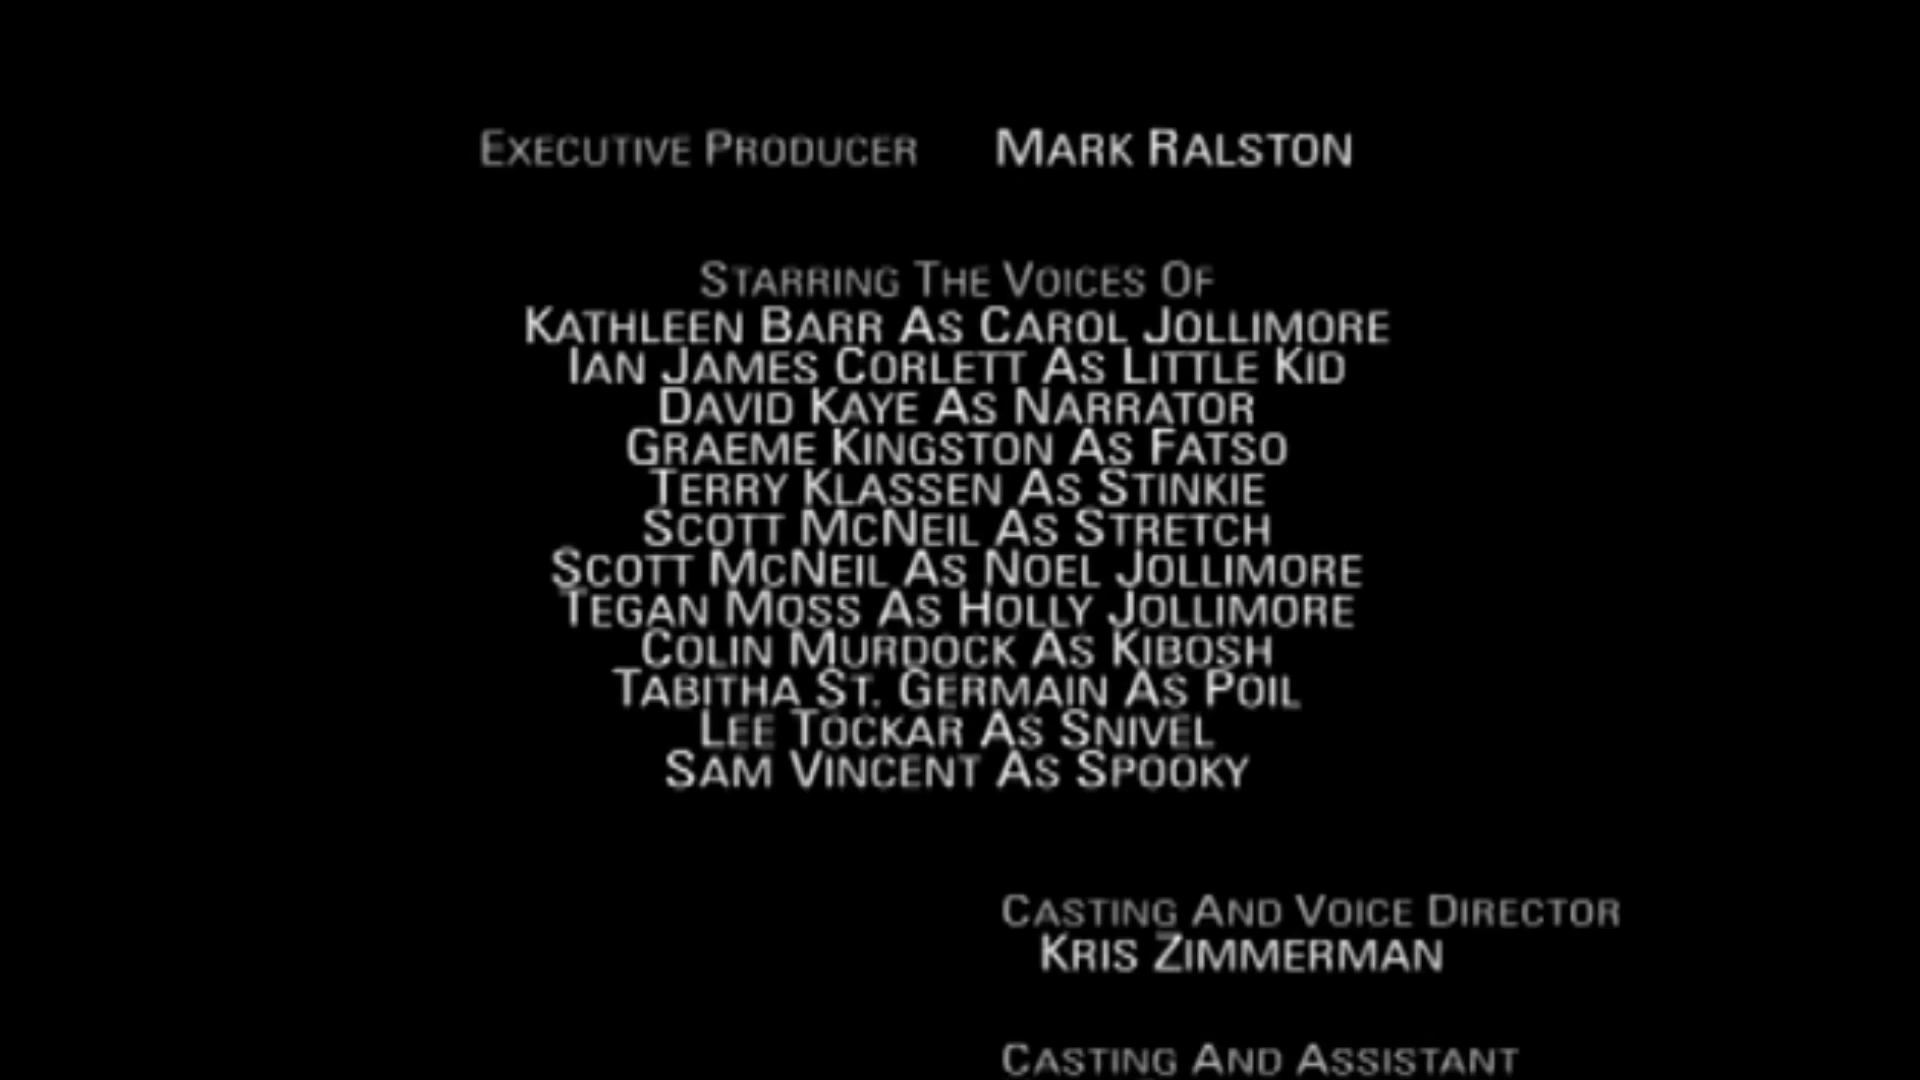 EXECUTIVE PRODUCER MARK RALSTON
STARRING THE VOICES OF
KATHLEEN BARR AS CAROL JOLLIMORE
IAN JAMES CORLETT AS LITTLE KID
DAVID KAYE AS NARRATOR
GRAEME KINGSTON AS FATSO
TERRY KLASSEN AS STINKIE
SCOTT MCNEIL AS STRETCH
SCOTT MCNEIL AS NOEL JOLLIMORE
TEGAN MOSS AS HOLLY JOLLIMORE
COLIN MURDOCK AS KIBOSH
TABITHA ST. GERMAIN AS POIL
LEE TOCKAR AS SNIVEL
SAM VINCENT AS SPOOKY
CASTING AND VOICE DIRECTOR
KRIS ZIMMERMAN
CASTING AND ASSISTANT